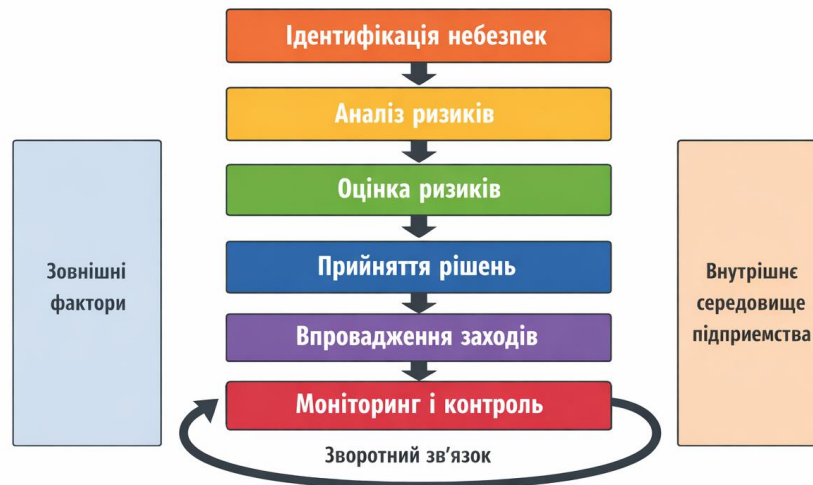 Ідентифікація небезпек
Аналіз ризиків
Оцінка ризиків
Прийняття рішень
Впровадження заходів
Моніторинг і контроль
Зворотний зв'язок
Зовнішні
фактори
Внутрішнє
середовище
підприємства